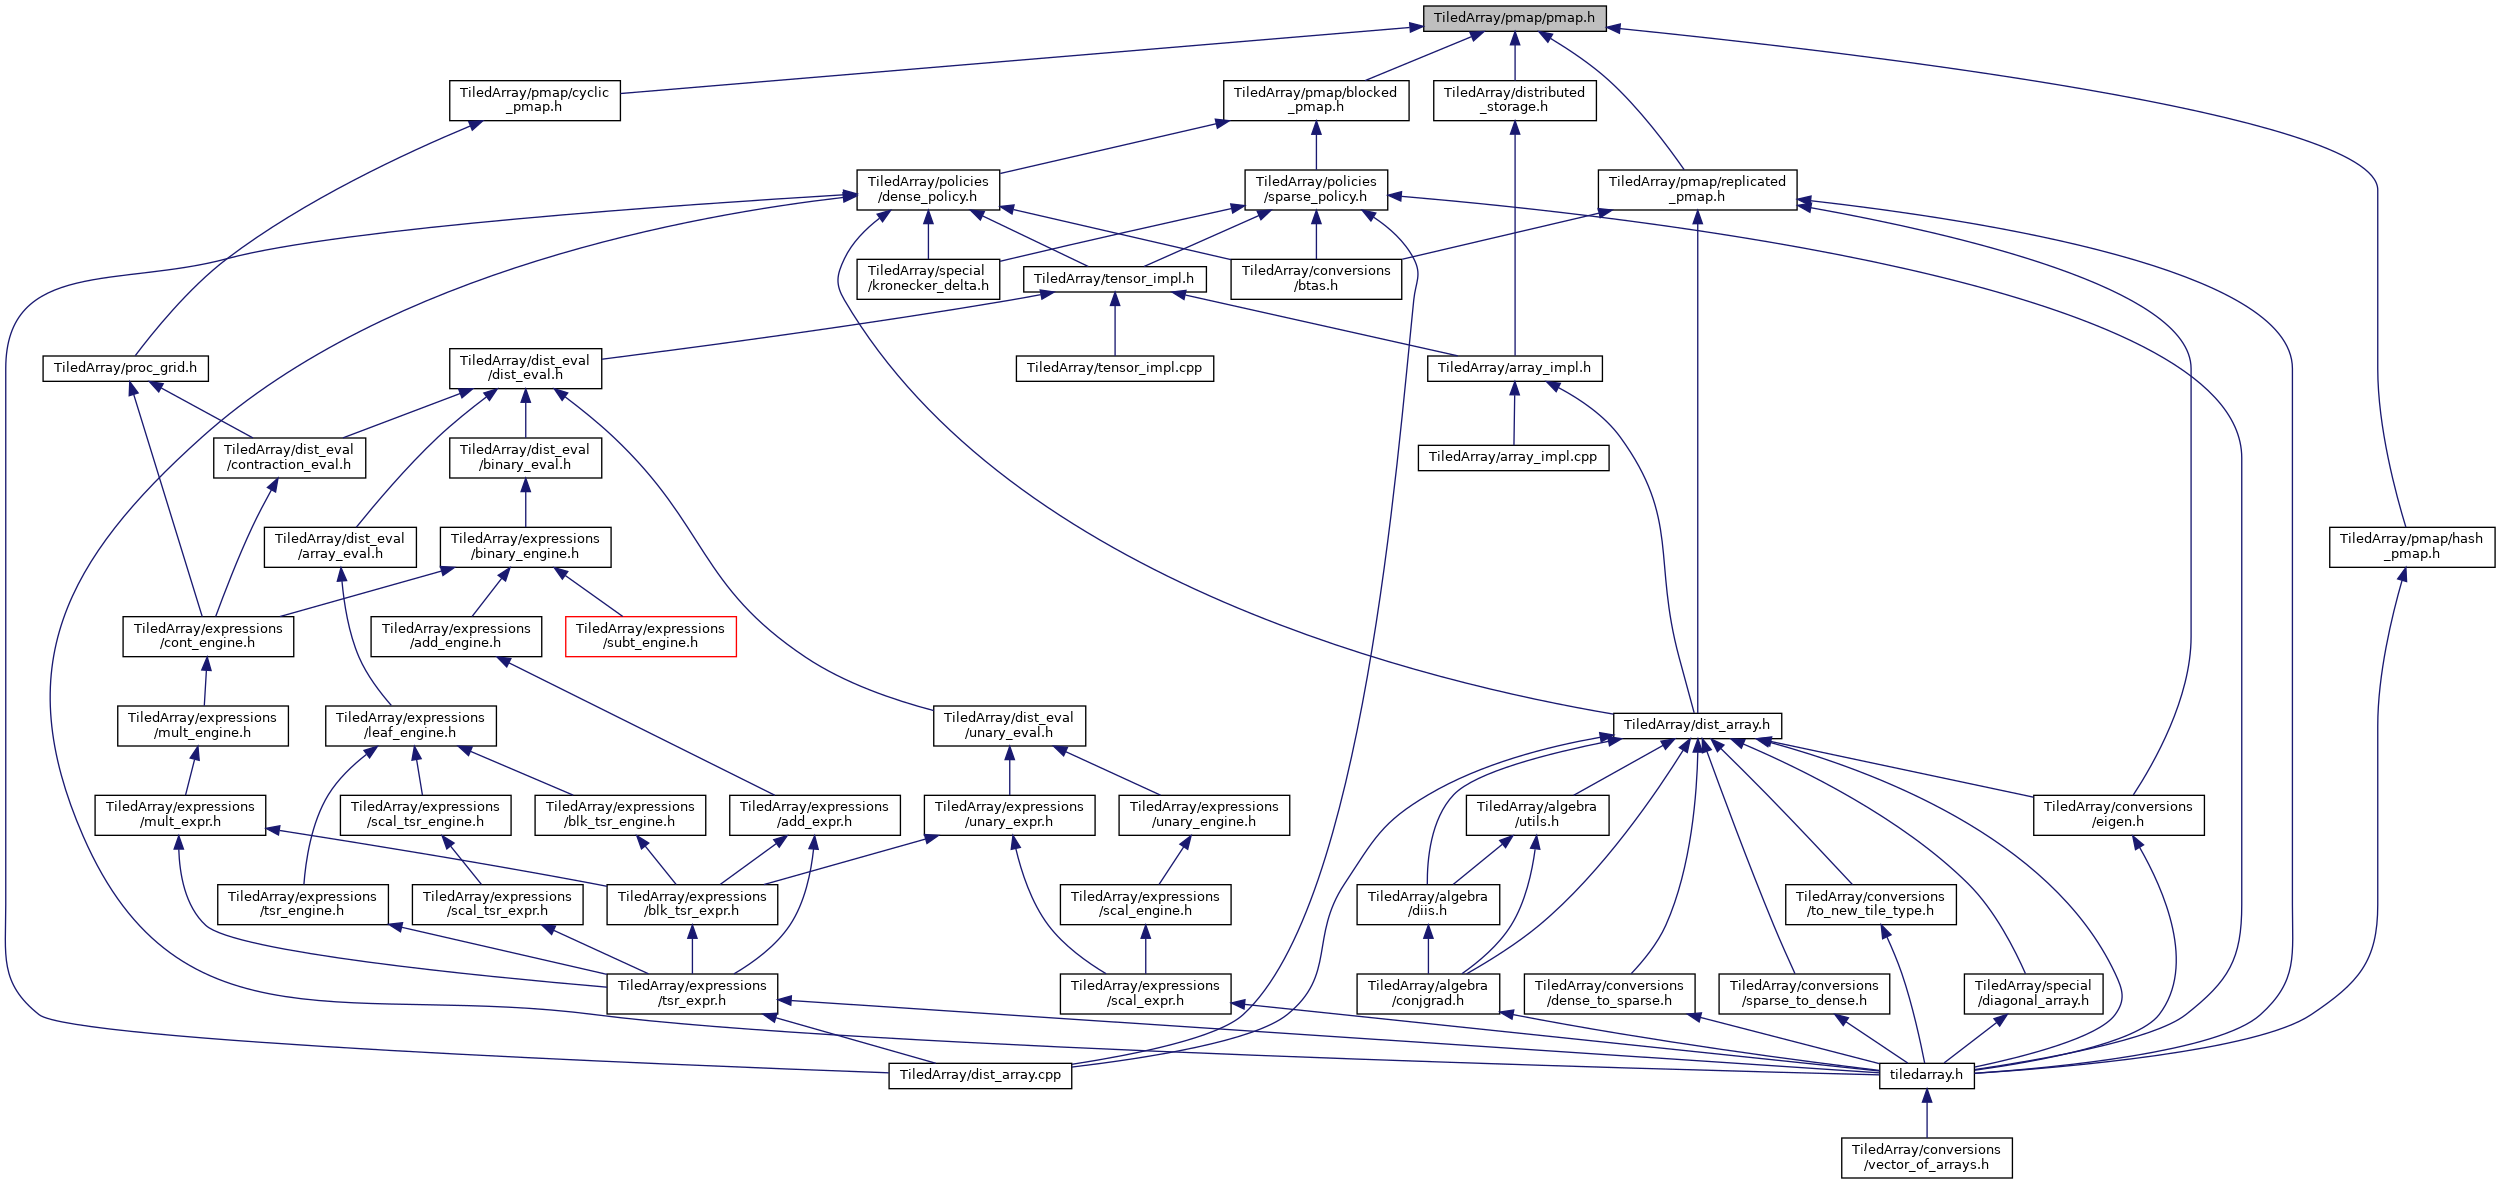 TiledArray/pmap/pmap.h
TiledArray/pmap/cyclic
_pmap.h
TiledArray/pmap/blocked
_pmap.h
TiledArray/distributed
_storage.h
TiledArray/policies
/dense_policy.h
TiledArray/policies
/sparse_policy.h
TiledArray/pmap/replicated
_pmap.h
TiledArray/special
/kronecker_delta.h
TiledArray/tensor_impl.h
TiledArray/conversions
/btas.h
TiledArray/proc_grid.h
TiledArray/dist_eval
/dist_eval.h
TiledArray/tensor_impl.cpp
TiledArray/array_impl.h
TiledArray/dist_eval
/contraction_eval.h
TiledArray/dist_eval
/binary_eval.h
TiledArray/array_impl.cpp
TiledArray/dist_eval
/array_eval.h
TiledArray/expressions
/binary_engine.h
TiledArray/pmap/hash
_pmap.h
TiledArray/expressions
/cont_engine.h
TiledArray/expressions
/add_engine.h
TiledArray/expressions
/subt_engine.h
TiledArray/expressions
/mult_engine.h
TiledArray/expressions
/leaf_engine.h
TiledArray/dist_eval
/unary_eval.h
TiledArray/dist_array.h
TiledArray/expressions
/mult_expr.h
TiledArray/expressions
/scal_tsr_engine.h
TiledArray/expressions
/blk_tsr_engine.h
TiledArray/expressions
/add_expr.h
TiledArray/expressions
/unary_expr.h
TiledArray/expressions
/unary_engine.h
TiledArray/algebra
/utils.h
TiledArray/conversions
/eigen.h
TiledArray/expressions
/tsr_engine.h
TiledArray/expressions
/scal_tsr_expr.h
TiledArray/expressions
/blk_tsr_expr.h
TiledArray/expressions
/scal_engine.h
TiledArray/algebra
/diis.h
TiledArray/conversions
/to_new_tile_type.h
TiledArray/expressions
/tsr_expr.h
TiledArray/expressions
/scal_expr.h
TiledArray/algebra
/conjgrad.h
TiledArray/conversions
/dense_to_sparse.h
TiledArray/conversions
/sparse_to_dense.h
TiledArray/special
/diagonal_array.h
TiledArray/dist_array.cpp
tiledarray.h
TiledArray/conversions
/vector_of_arrays.h